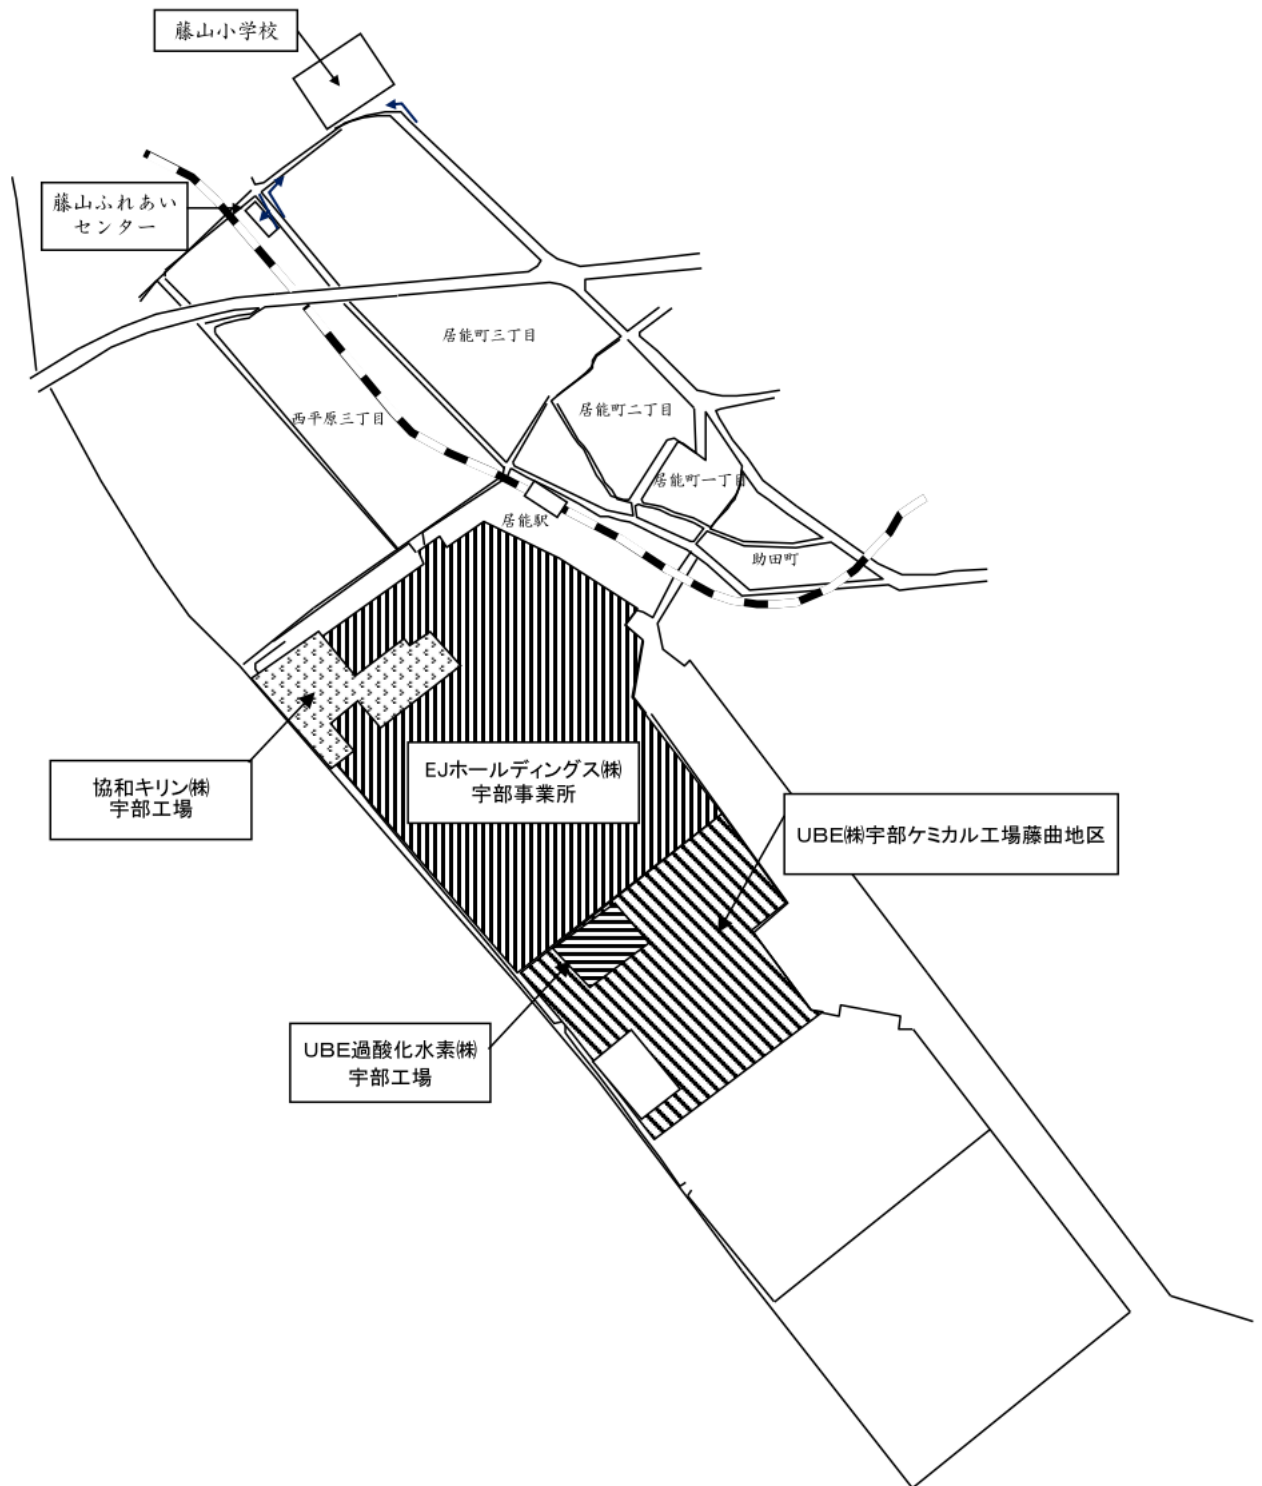 藤山小学校
藤山ふれあい
センター
居能町三丁目
居能町二丁目
西平原三丁目
居能町一丁目
居能駅
助田町
EJホールディングス㈱
宇部事業所
協和キリン㈱
宇部工場
UBE㈱宇部ケミカル工場藤曲地区
UBE過酸化水素㈱
宇部工場